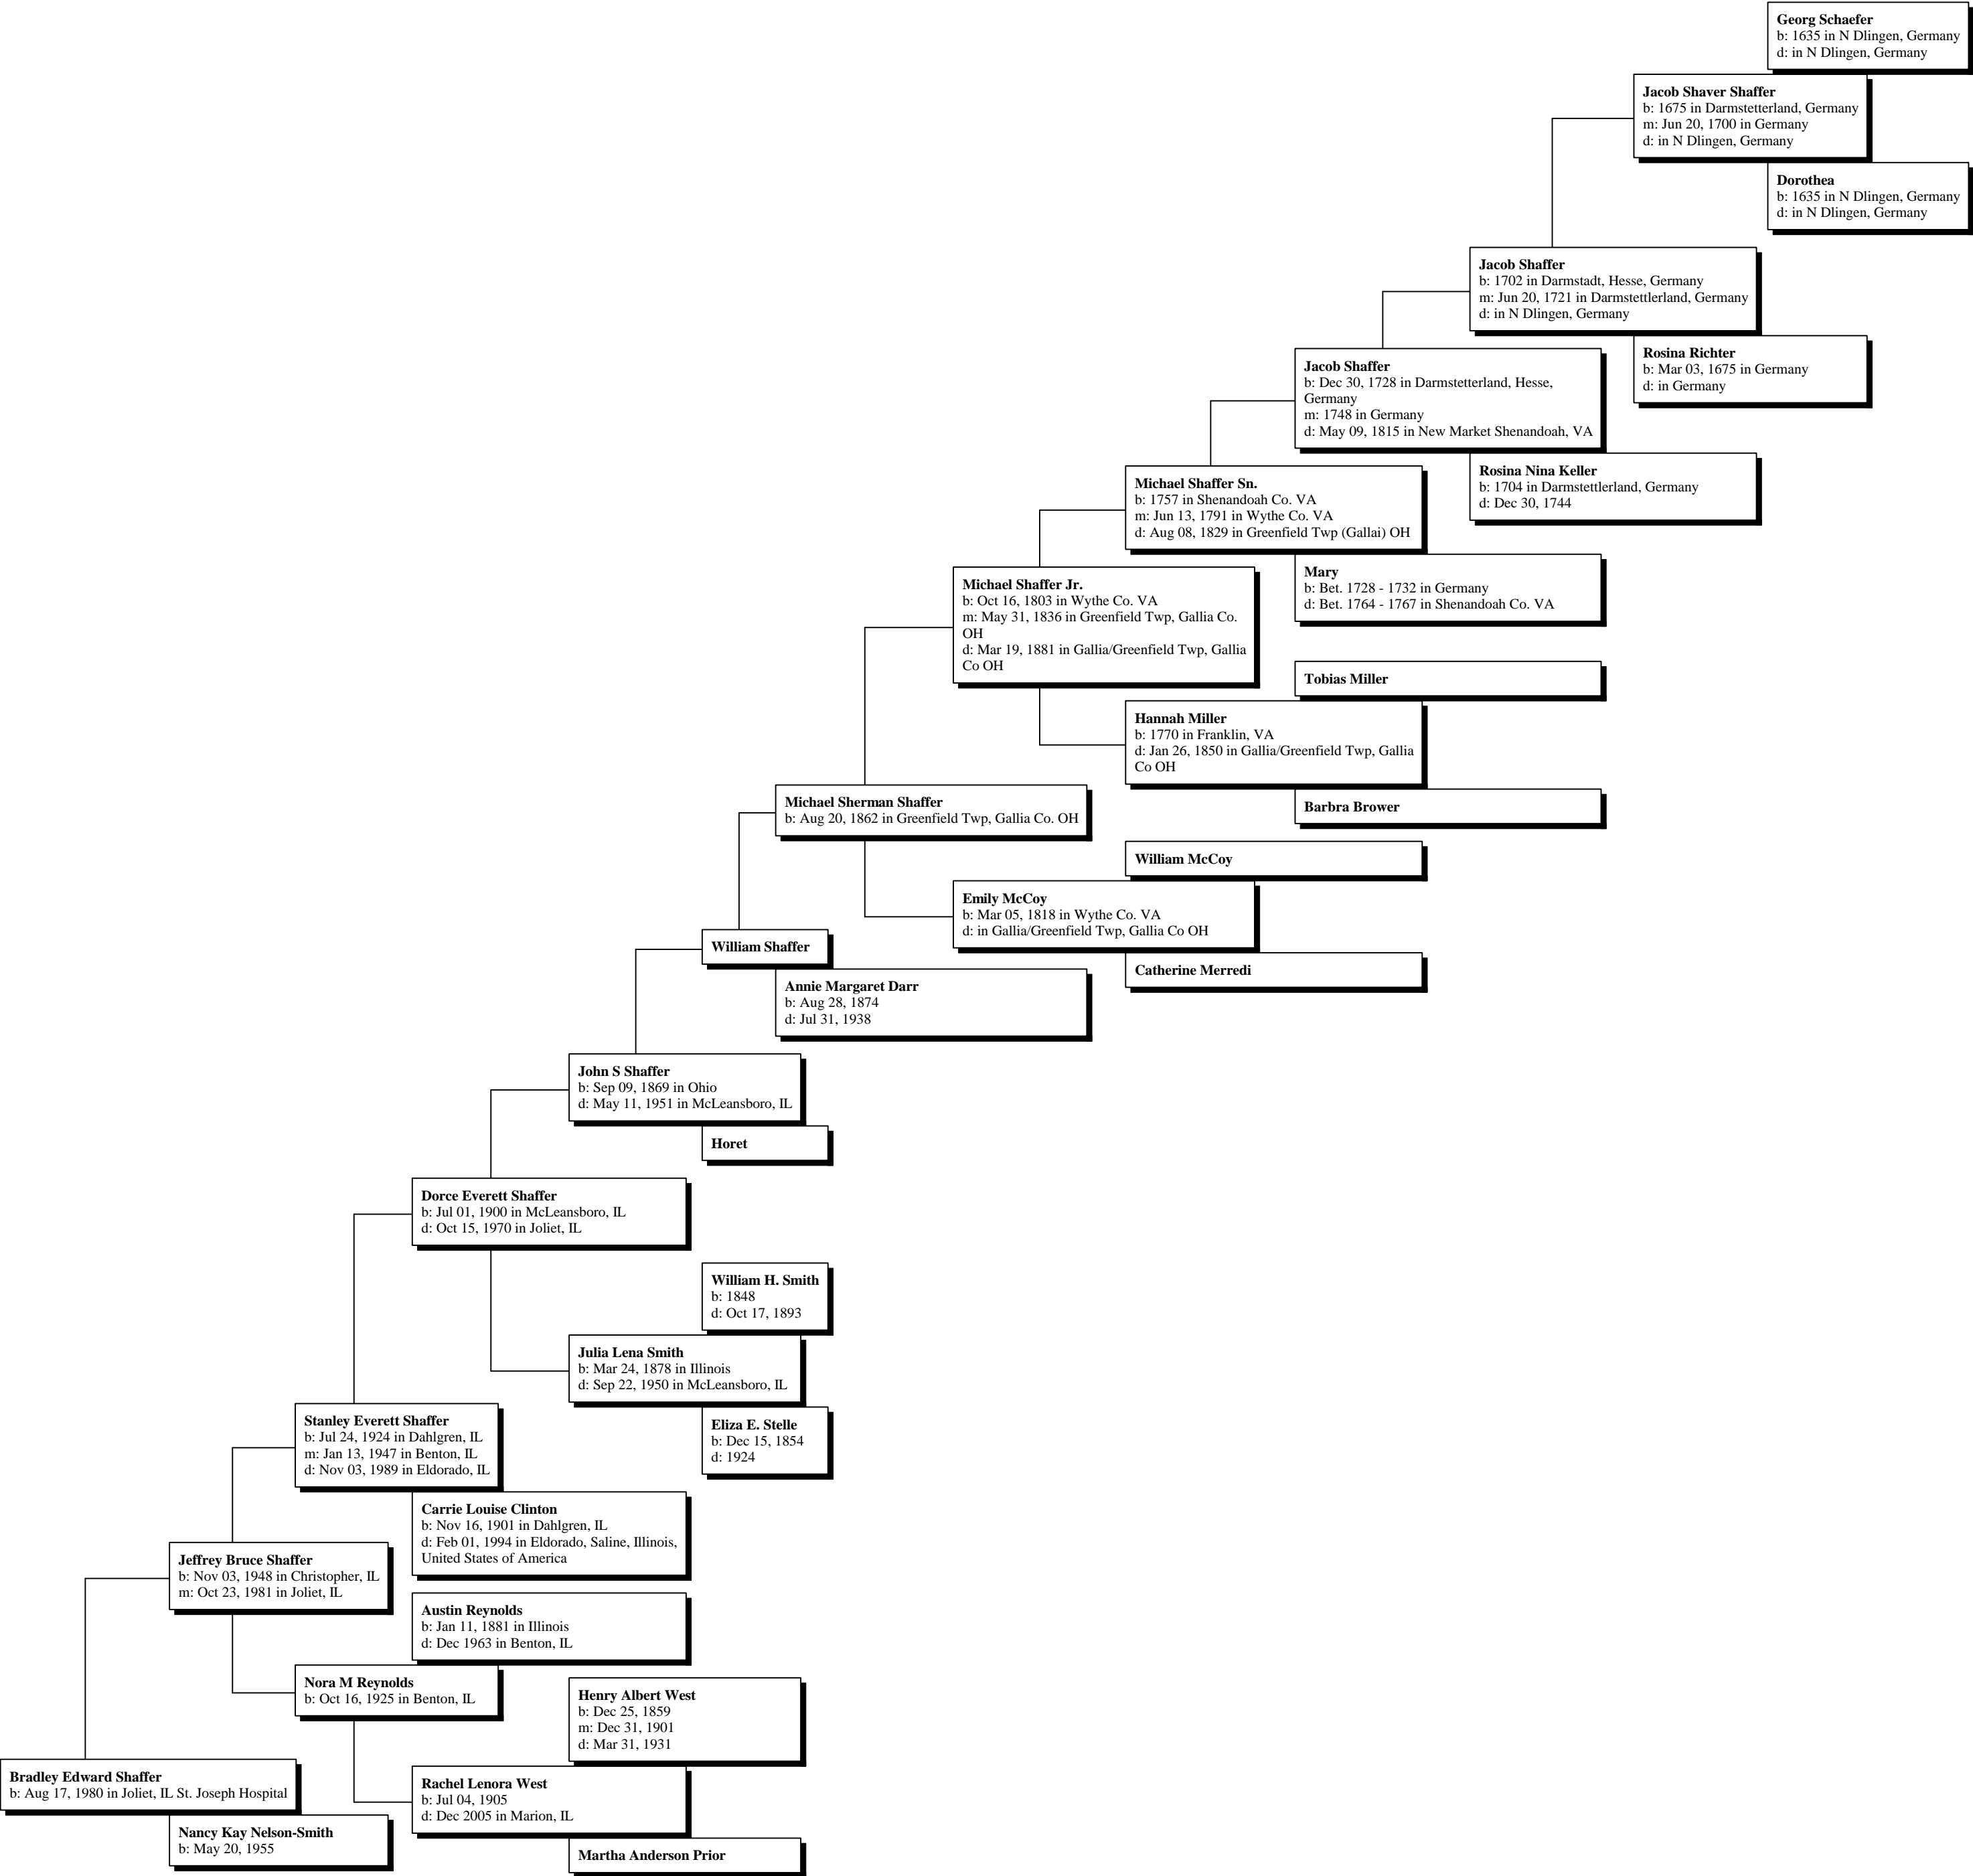 Georg Schaefer
b: 1635 in N Dlingen, Germany
d: in N Dlingen, Germany
Jacob Shaver Shaffer
b: 1675 in Darmstetterland, Germany
m: Jun 20, 1700 in Germany
d: in N Dlingen, Germany
Dorothea
b: 1635 in N Dlingen, Germany
d: in N Dlingen, Germany
Jacob Shaffer
b: 1702 in Darmstadt, Hesse, Germany
m: Jun 20, 1721 in Darmstettlerland, Germany
d: in N Dlingen, Germany
Rosina Richter
b: Mar 03, 1675 in Germany
d: in Germany
Jacob Shaffer
b: Dec 30, 1728 in Darmstetterland, Hesse,
Germany
m: 1748 in Germany
d: May 09, 1815 in New Market Shenandoah, VA
Rosina Nina Keller
b: 1704 in Darmstettlerland, Germany
d: Dec 30, 1744
Michael Shaffer Sn.
b: 1757 in Shenandoah Co. VA
m: Jun 13, 1791 in Wythe Co. VA
d: Aug 08, 1829 in Greenfield Twp (Gallai) OH
Mary
b: Bet. 1728 - 1732 in Germany
d: Bet. 1764 - 1767 in Shenandoah Co. VA
Michael Shaffer Jr.
b: Oct 16, 1803 in Wythe Co. VA
m: May 31, 1836 in Greenfield Twp, Gallia Co.
OH
d: Mar 19, 1881 in Gallia/Greenfield Twp, Gallia
Co OH
Tobias Miller
Hannah Miller
b: 1770 in Franklin, VA
d: Jan 26, 1850 in Gallia/Greenfield Twp, Gallia
Co OH
Barbra Brower
Michael Sherman Shaffer
b: Aug 20, 1862 in Greenfield Twp, Gallia Co. OH
William McCoy
Emily McCoy
b: Mar 05, 1818 in Wythe Co. VA
d: in Gallia/Greenfield Twp, Gallia Co OH
Catherine Merredi
William Shaffer
Annie Margaret Darr
b: Aug 28, 1874
d: Jul 31, 1938
John S Shaffer
b: Sep 09, 1869 in Ohio
d: May 11, 1951 in McLeansboro, IL
Horet
Dorce Everett Shaffer
b: Jul 01, 1900 in McLeansboro, IL
d: Oct 15, 1970 in Joliet, IL
William H. Smith
b: 1848
d: Oct 17, 1893
Julia Lena Smith
b: Mar 24, 1878 in Illinois
d: Sep 22, 1950 in McLeansboro, IL
Eliza E. Stelle
b: Dec 15, 1854
d: 1924
Stanley Everett Shaffer
b: Jul 24, 1924 in Dahlgren, IL
m: Jan 13, 1947 in Benton, IL
d: Nov 03, 1989 in Eldorado, IL
Carrie Louise Clinton
b: Nov 16, 1901 in Dahlgren, IL
d: Feb 01, 1994 in Eldorado, Saline, Illinois,
United States of America
Jeffrey Bruce Shaffer
b: Nov 03, 1948 in Christopher, IL
m: Oct 23, 1981 in Joliet, IL
Austin Reynolds
b: Jan 11, 1881 in Illinois
d: Dec 1963 in Benton, IL
Nora M Reynolds
b: Oct 16, 1925 in Benton, IL
Henry Albert West
b: Dec 25, 1859
m: Dec 31, 1901
d: Mar 31, 1931
Rachel Lenora West
b: Jul 04, 1905
d: Dec 2005 in Marion, IL
Martha Anderson Prior
Bradley Edward Shaffer
b: Aug 17, 1980 in Joliet, IL St. Joseph Hospital
Nancy Kay Nelson-Smith
b: May 20, 1955